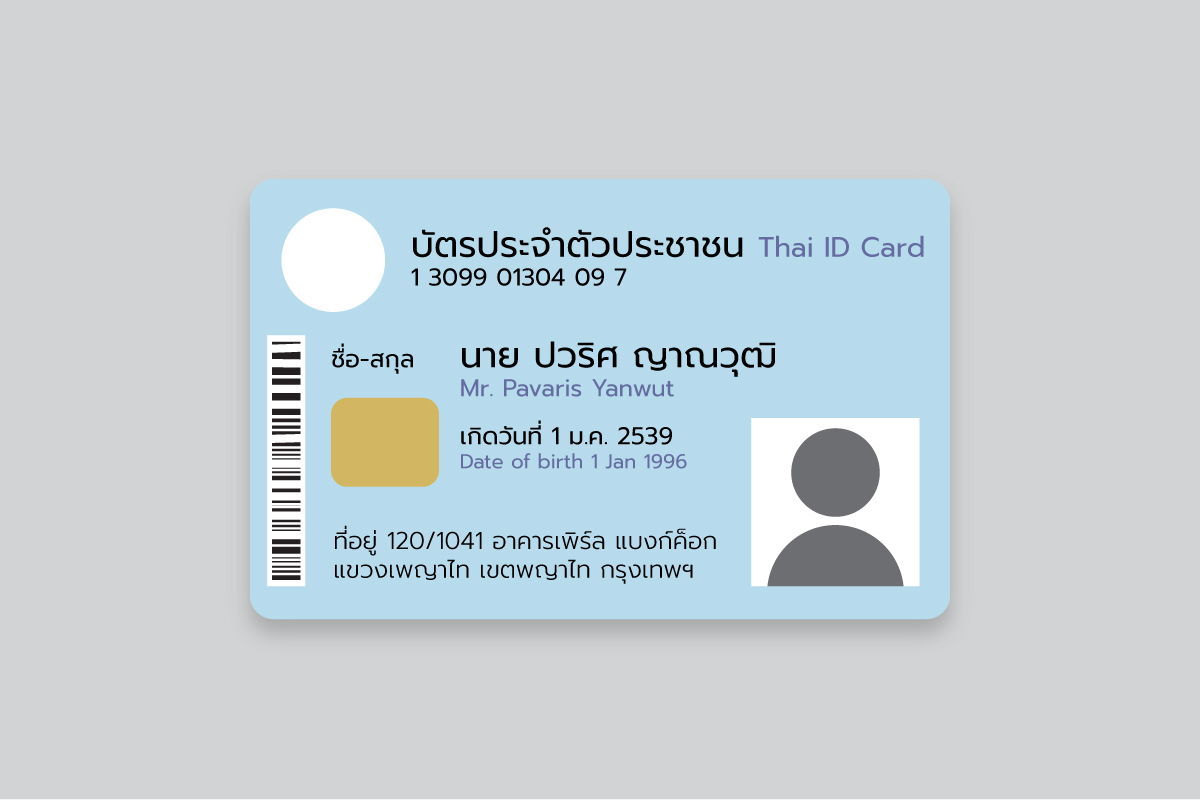 บัตรประจำตัวประชาชน Thai ID Card
1 3099 01304 09 7
ชื่อ-สกุล นาย ปวริศ ญาณวุฒิ
Mr. Pavaris Yanwut
เกิดวันที่ 1 ม.ค. 2539
Date of birth 1 Jan 1996
ที่อยู่ 120/1041 อาคารเพิร์ล แบงก์ค็อก
แขวงเพญาไท เขตพญาไท กรุงเทพฯ